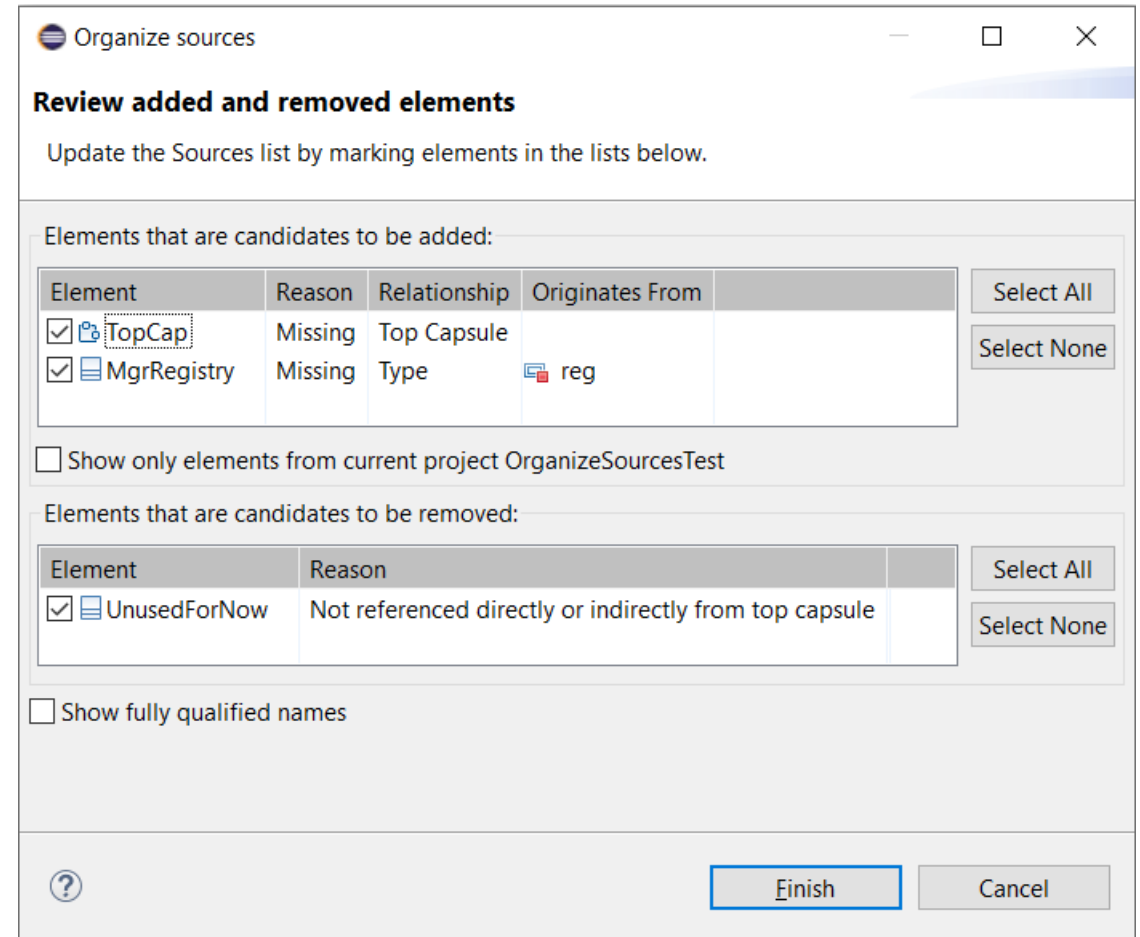 Organize sources
Review added and removed elements
Update the Sources list by marking elements in the lists below.
Elements that are candidates to be added:
Element Reason Relationship Originates From
TopCap Missing Top Capsule
MgrRegistry Missing Type reg
Select All
Select None
Show only elements from current project OrganizeSourcesTest
Elements that are candidates to be removed:
Element Reason
UnusedForNow Not referenced directly or indirectly from top capsule
Select All
Select None
Show fully qualified names
?
Finish Cancel